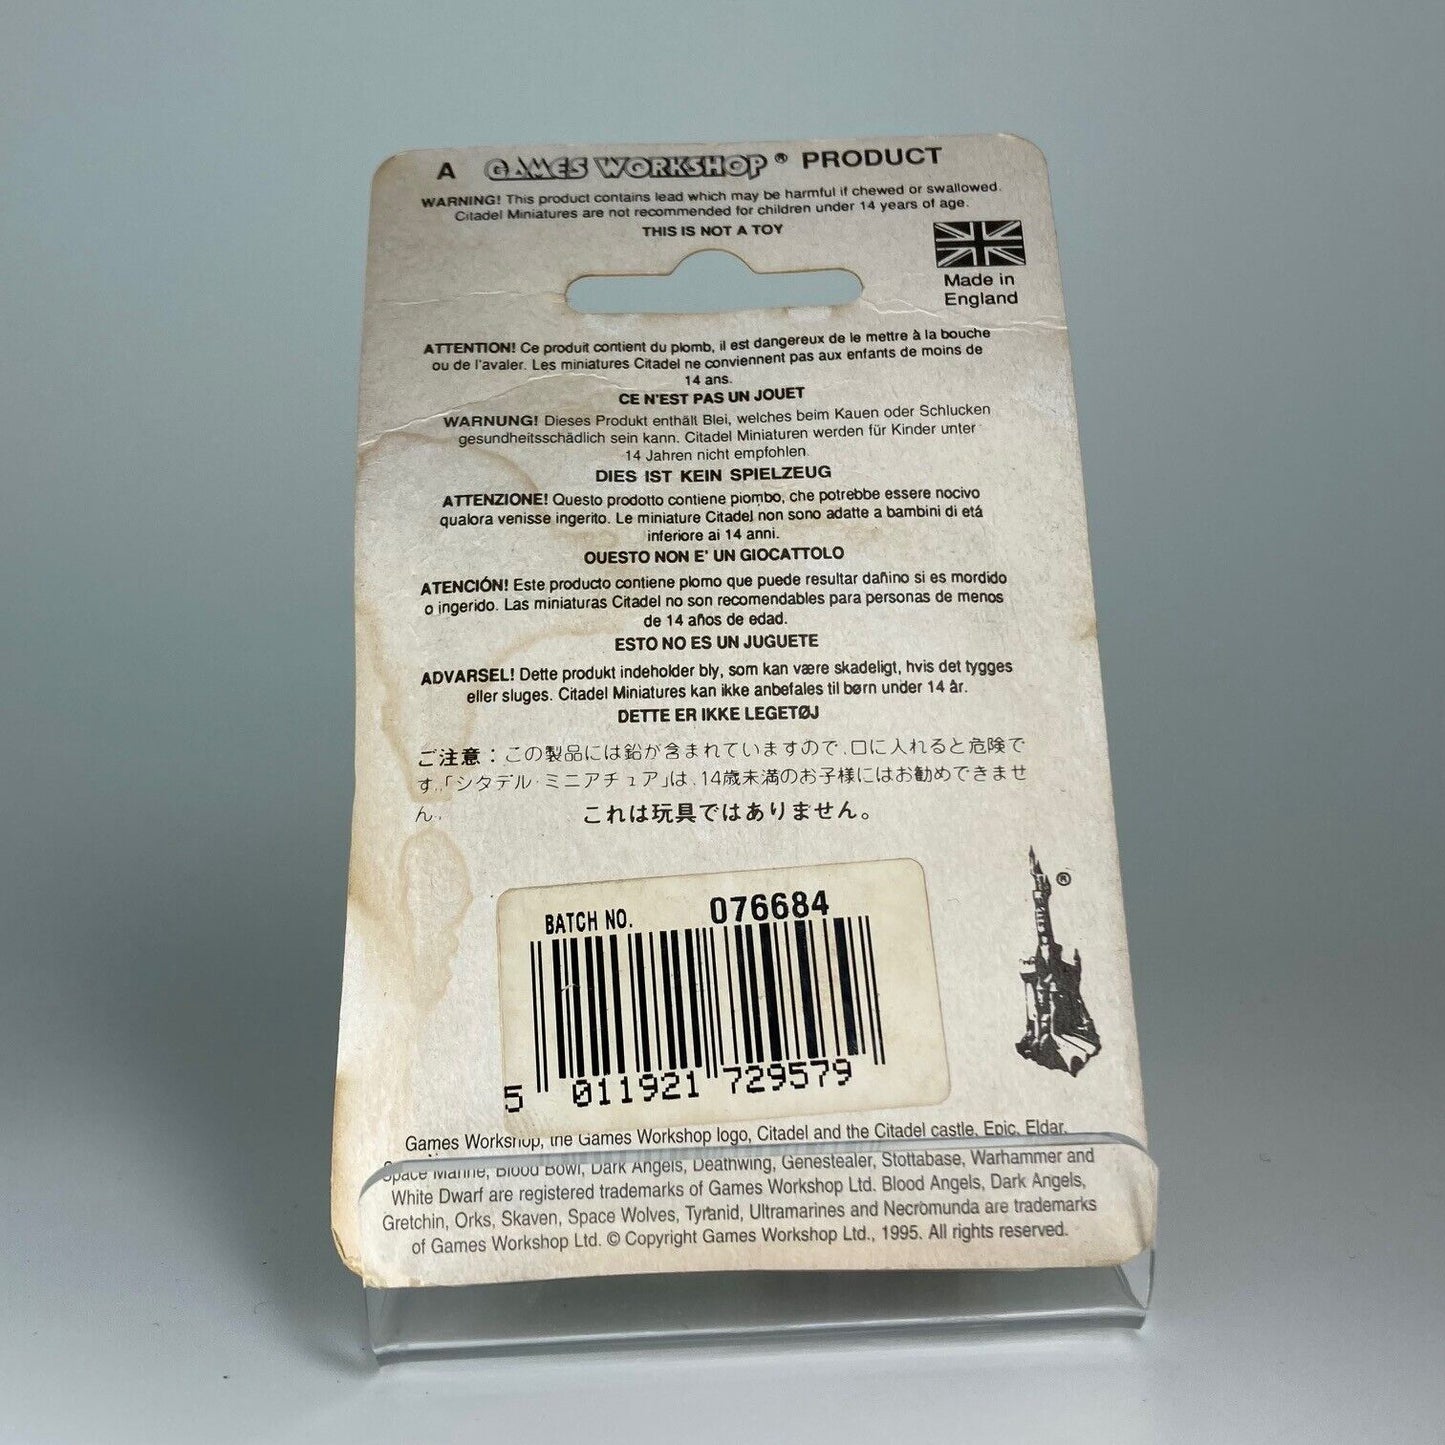 A GAMES WORKSHOP® PRODUCT
WARNING! This product contains lead which may be harmful if chewed or swallowed.
Citadel Miniatures are not recommended for children under 14 years of age.
THIS IS NOT A TOY
Made in
England
ATTENTION! Ce produit contient du plomb, il est dangereux de le mettre à la bouche
ou de l'avaler. Les miniatures Citadel ne conviennent pas aux enfants de moins de
14 ans.
CE N'EST PAS UN JOUET
WARNUNG! Dieses Produkt enthält Blei, welches beim Kauen oder Schlucken
gesundheitsschädlich sein kann. Citadel Miniaturen werden für Kinder unter
14 Jahren nicht empfohlen.
DIES IST KEIN SPIELZEUG
ATTENZIONE! Questo prodotto contiene piombo, che potrebbe essere nocivo
qualora venisse ingerito. Le miniature Citadel non sono adatte a bambini di etá
inferiore ai 14 anni.
QUESTO NON E' UN GIOCATTOLO
ATENCIÓN! Este producto contiene plomo que puede resultar dañino si es mordido
o ingerido. Las miniaturas Citadel no son recomendables para personas de menos
de 14 años de edad.
ESTO NO ES UN JUGUETE
ADVARSEL! Dette produkt indeholder bly, som kan være skadeligt, hvis det tygges
eller sluges. Citadel Miniatures kan ikke anbefales til børn under 14 år.
DETTE ER IKKE LEGETØJ
ご注意：この製品には鉛が含まれていますので、口に入れると危険で
す。「シタデル・ミニアチュア」は、14歳未満のお子様にはお勧めできませ
ん。 これは玩具ではありません。
®
BATCH NO. 076684
5 011921 729579
Games Workshop, the Games Workshop logo, Citadel and the Citadel castle, Epic, Eldar,
Space Marine, Blood Bowl, Dark Angels, Deathwing, Genestealer, Stottabase, Warhammer and
White Dwarf are registered trademarks of Games Workshop Ltd. Blood Angels, Dark Angels,
Gretchin, Orks, Skaven, Space Wolves, Tyranid, Ultramarines and Necromunda are trademarks
of Games Workshop Ltd. © Copyright Games Workshop Ltd., 1995. All rights reserved.